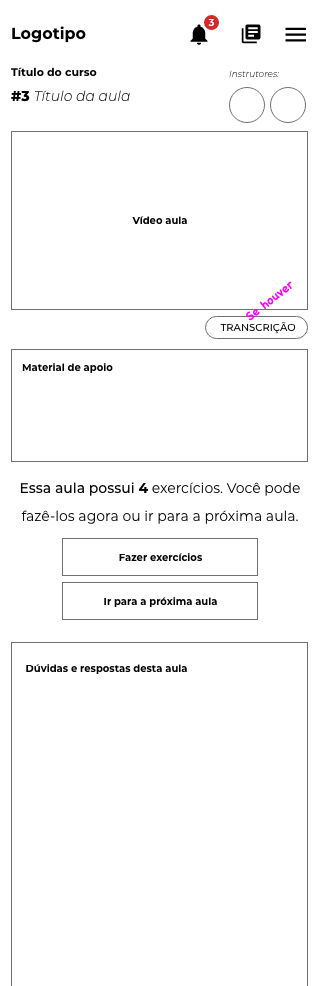 Logotipo
3
Título do curso
Instrutores:
#3 Título da aula
Vídeo aula
Se houver
TRANSCRIÇÃO
Material de apoio
Essa aula possui 4 exercícios. Você pode
fazê-los agora ou ir para a próxima aula.
Fazer exercícios
Ir para a próxima aula
Dúvidas e respostas desta aula